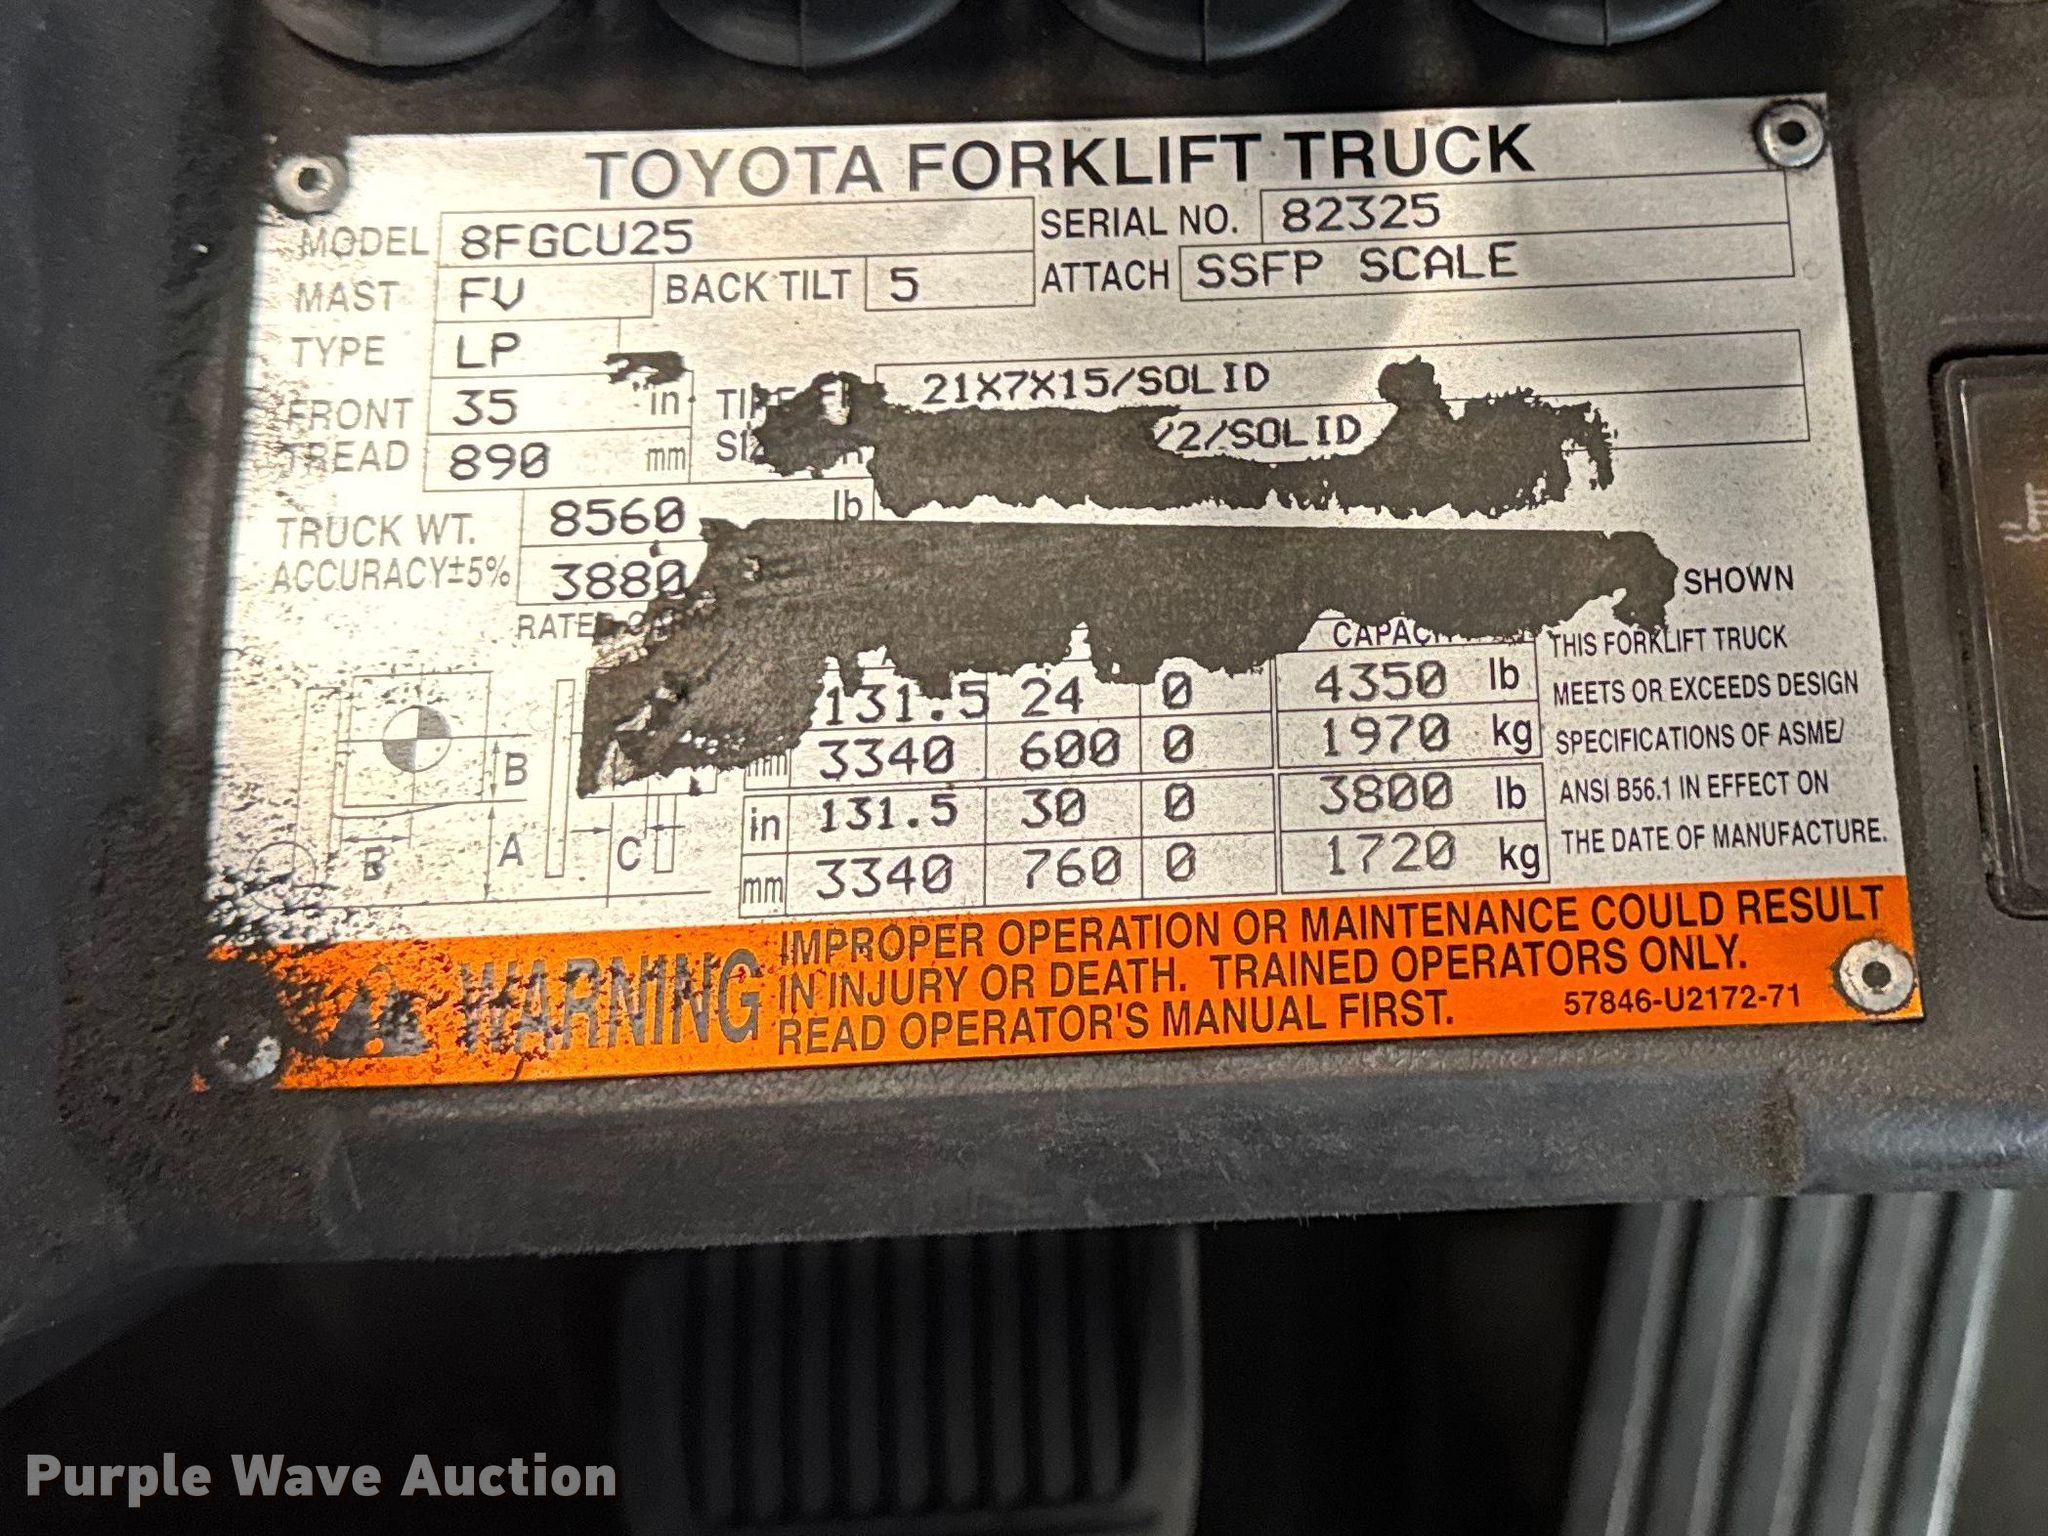 TOYOTA FORKLIFT TRUCK
MODEL 8FGCU25 SERIAL NO. 82325
MAST FV BACK TILT 5 ATTACH SSFP SCALE
TYPE LP
FRONT TREAD 35 in 21X7X15/SOLID
890 mm /2/SOLID
TRUCK WT. 8560 lb
ACCURACY±5% 3880
SHOWN
THIS FORKLIFT TRUCK
MEETS OR EXCEEDS DESIGN
SPECIFICATIONS OF ASME/
ANSI B56.1 IN EFFECT ON
THE DATE OF MANUFACTURE.
131.5 24 0 4350 lb
mm 3340 600 0 1970 kg
in 131.5 30 0 3800 lb
mm 3340 760 0 1720 kg
B
B A C
WARNING
IMPROPER OPERATION OR MAINTENANCE COULD RESULT
IN INJURY OR DEATH. TRAINED OPERATORS ONLY.
READ OPERATOR'S MANUAL FIRST. 57846-U2172-71
Purple Wave Auction